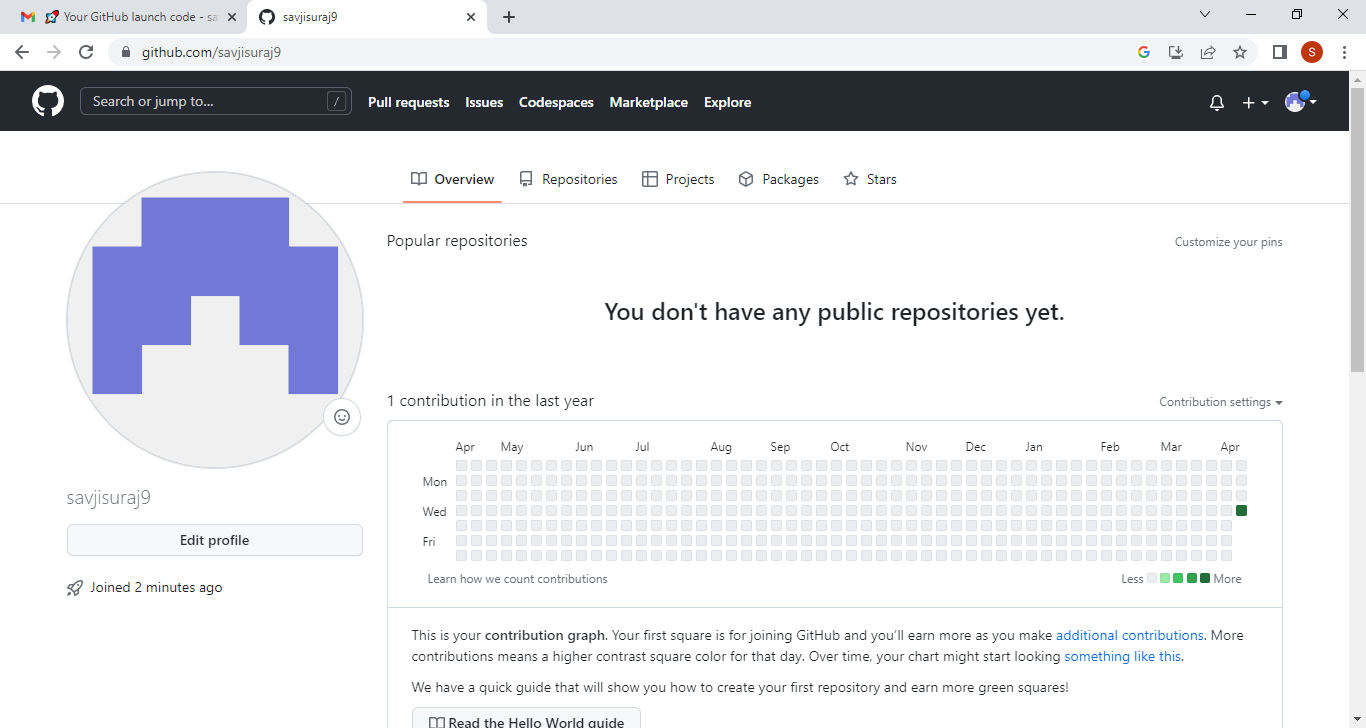 Your GitHub launch code - sa
savjisuraj9
github.com/savjisuraj9
S
Search or jump to...
/
Pull requests Issues Codespaces Marketplace Explore
Overview Repositories Projects Packages Stars
Popular repositories
Customize your pins
You don't have any public repositories yet.
1 contribution in the last year
Contribution settings
Apr May Jun Jul Aug Sep Oct Nov Dec Jan Feb Mar Apr
Mon
Wed
Fri
Learn how we count contributions
Less More
savjisuraj9
Edit profile
Joined 2 minutes ago
This is your contribution graph. Your first square is for joining GitHub and you'll earn more as you make additional contributions. More
contributions means a higher contrast square color for that day. Over time, your chart might start looking something like this.
We have a quick guide that will show you how to create your first repository and earn more green squares!
Read the Hello World guide